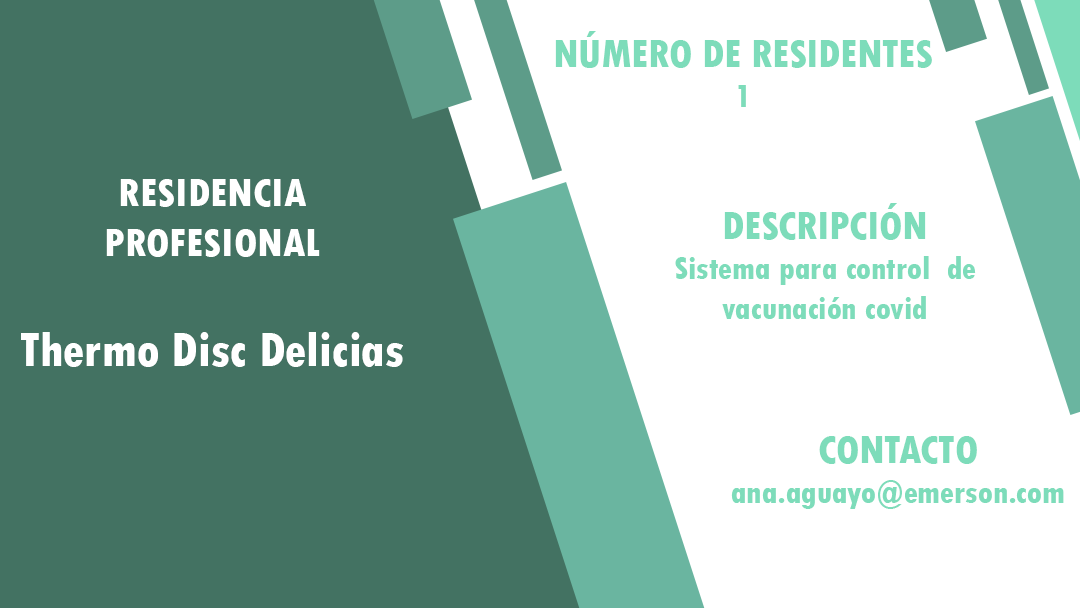 RESIDENCIA
PROFESIONAL
Thermo Disc Delicias
NÚMERO DE RESIDENTES
1
DESCRIPCIÓN
Sistema para control  de
vacunación covid
CONTACTO
ana.aguayo@emerson.com